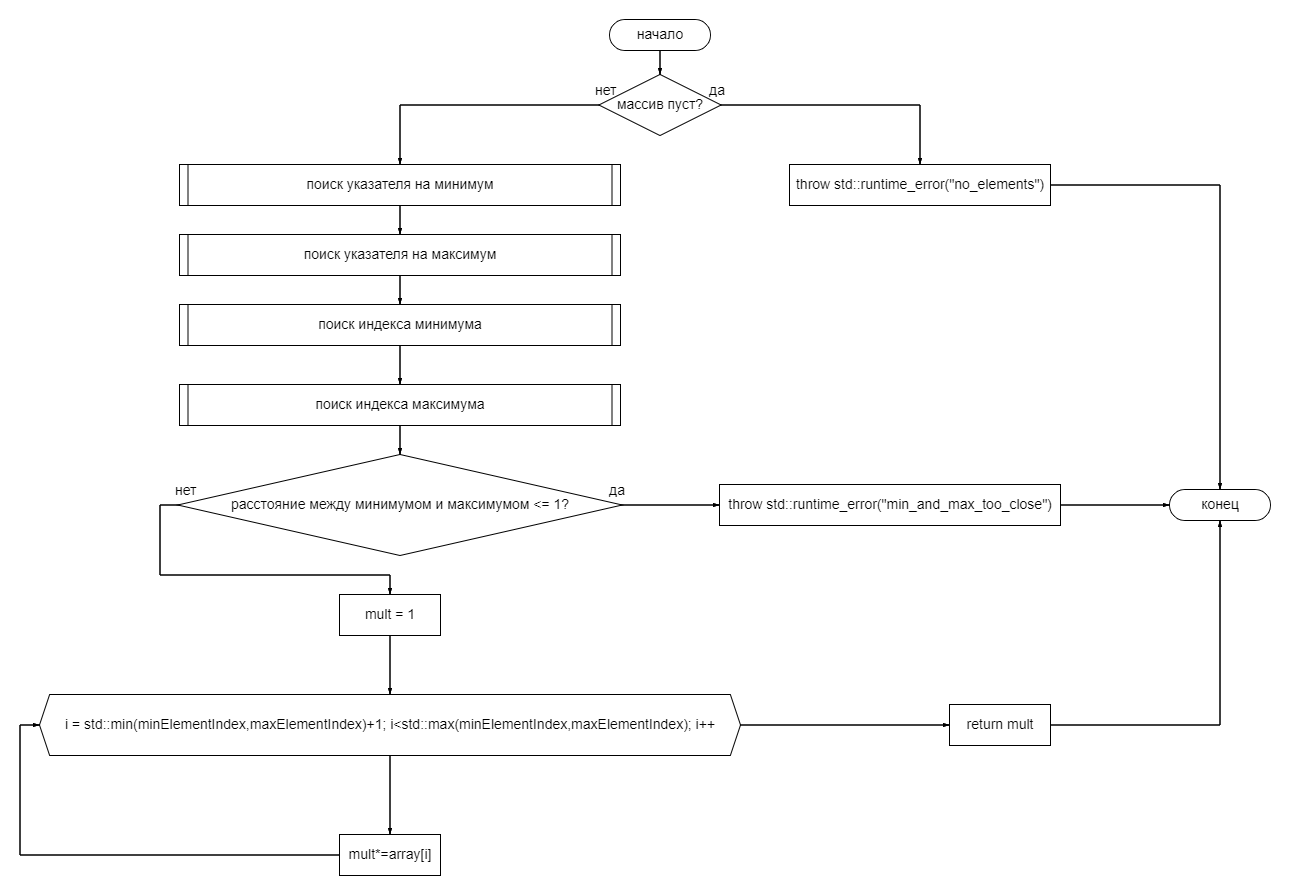 начало
нет
да
массив пуст?
поиск указателя на минимум
throw std::runtime_error("no_elements")
поиск указателя на максимум
поиск индекса минимума
поиск индекса максимума
нет
да
расстояние между минимумом и максимумом <= 1?
throw std::runtime_error("min_and_max_too_close")
конец
mult = 1
i = std::min(minElementIndex,maxElementIndex)+1; i<std::max(minElementIndex,maxElementIndex); i++
return mult
mult*=array[i]